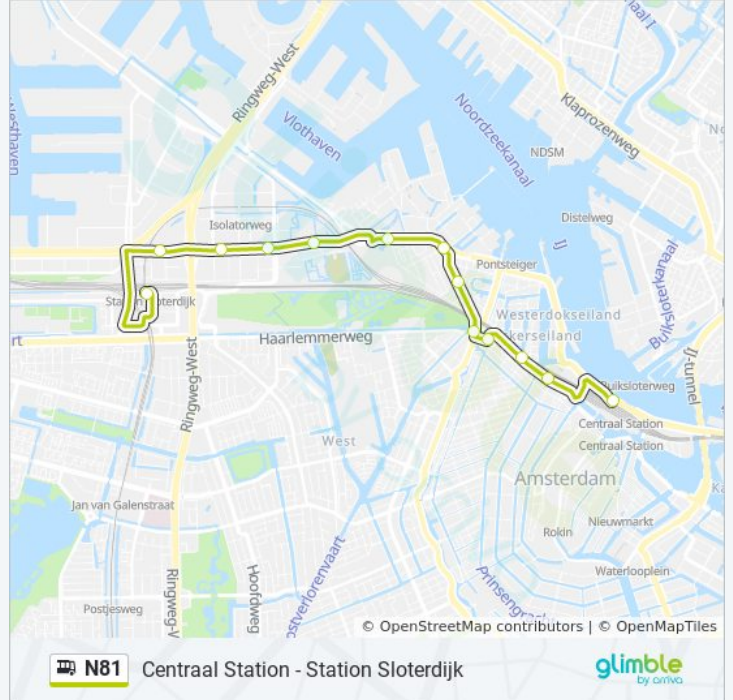 Ringweg-West
Vlothaven
Noordzeekanaal
Klaprozenweg
NDSM
Distelweg
Isolatorweg
IJ
Pontsteiger
Buiksloterkanaal
Westerdokseiland
IJ-tunnel
Haarlemmerweg
Ringweg-West
Buiksloterweg
Centraal Station
Centraal Station
West
Amsterdam
Jan van Galenstraat
Nieuwmarkt
Rokin
Waterlooplein
Hoofdweg
Postjesweg
© OpenStreetMap contributors | © OpenMapTiles
N81 Centraal Station - Station Sloterdijk
glimble
by arriva